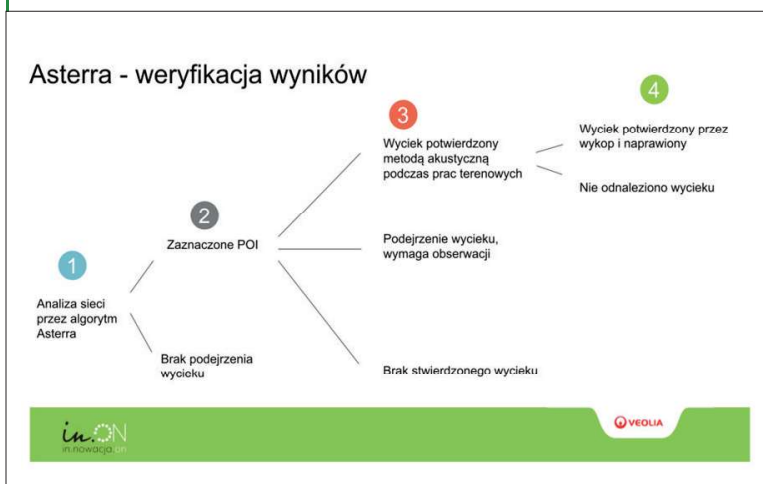 Asterra - weryfikacja wyników
1
Analiza sieci
przez algorytm
Asterra
2
Zaznaczone POI
Brak podejrzenia
wycieku
3
Wyciek potwierdzony
metodą akustyczną
podczas prac terenowych
Podejrzenie wycieku,
wymaga obserwacji
Brak stwierdzonego wycieku
4
Wyciek potwierdzony przez
wykop i naprawiony
Nie odnaleziono wycieku
in.ON
in.nowacja.on
VEOLIA